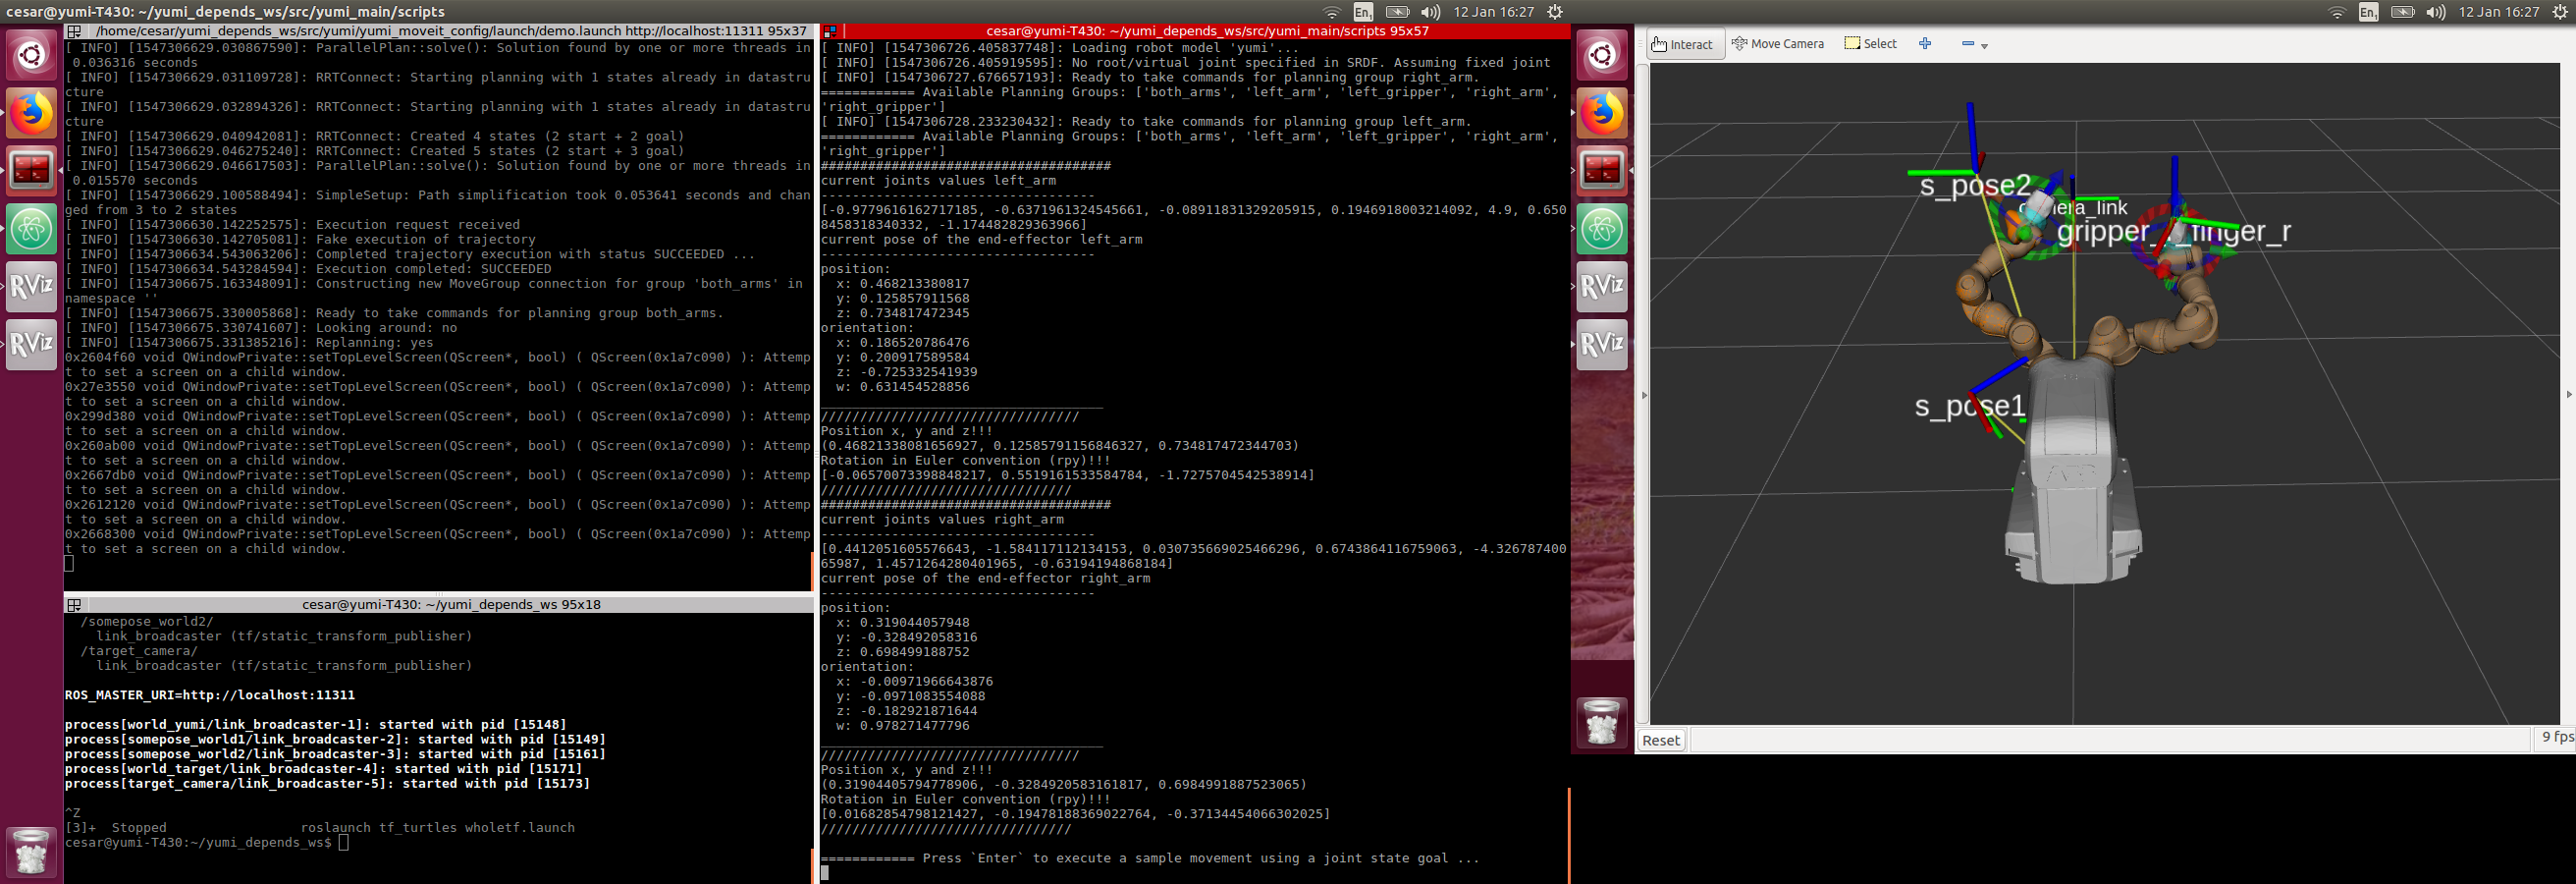 cesar@yumi-T430: ~/yumi_depends_ws/src/yumi_main/scripts
En₁
12 Jan 16:27
En₁
12 Jan 16:27
/home/cesar/yumi_depends_ws/src/yumi/yumi_moveit_config/launch/demo.launch http://localhost:11311 95x37
[ INFO] [1547306629.030867590]: ParallelPlan::solve(): Solution found by one or more threads in
 0.036316 seconds
[ INFO] [1547306629.031109728]: RRTConnect: Starting planning with 1 states already in datastru
cture
[ INFO] [1547306629.032894326]: RRTConnect: Starting planning with 1 states already in datastru
cture
[ INFO] [1547306629.040942081]: RRTConnect: Created 4 states (2 start + 2 goal)
[ INFO] [1547306629.046275240]: RRTConnect: Created 5 states (2 start + 3 goal)
[ INFO] [1547306629.046617503]: ParallelPlan::solve(): Solution found by one or more threads in
 0.015570 seconds
[ INFO] [1547306629.100588494]: SimpleSetup: Path simplification took 0.053641 seconds and chan
ged from 3 to 2 states
[ INFO] [1547306630.142252575]: Execution request received
[ INFO] [1547306630.142705081]: Fake execution of trajectory
[ INFO] [1547306634.543063206]: Completed trajectory execution with status SUCCEEDED ...
[ INFO] [1547306634.543284594]: Execution completed: SUCCEEDED
[ INFO] [1547306675.163348091]: Constructing new MoveGroup connection for group 'both_arms' in
namespace ''
[ INFO] [1547306675.330005868]: Ready to take commands for planning group both_arms.
[ INFO] [1547306675.330741607]: Looking around: no
[ INFO] [1547306675.331385216]: Replanning: yes
0x2604f60 void QWindowPrivate::setTopLevelScreen(QScreen*, bool) ( QScreen(0x1a7c090) ): Attemp
t to set a screen on a child window.
0x27e3550 void QWindowPrivate::setTopLevelScreen(QScreen*, bool) ( QScreen(0x1a7c090) ): Attemp
t to set a screen on a child window.
0x299d380 void QWindowPrivate::setTopLevelScreen(QScreen*, bool) ( QScreen(0x1a7c090) ): Attemp
t to set a screen on a child window.
0x260ab00 void QWindowPrivate::setTopLevelScreen(QScreen*, bool) ( QScreen(0x1a7c090) ): Attemp
t to set a screen on a child window.
0x2667db0 void QWindowPrivate::setTopLevelScreen(QScreen*, bool) ( QScreen(0x1a7c090) ): Attemp
t to set a screen on a child window.
0x2612120 void QWindowPrivate::setTopLevelScreen(QScreen*, bool) ( QScreen(0x1a7c090) ): Attemp
t to set a screen on a child window.
0x2668300 void QWindowPrivate::setTopLevelScreen(QScreen*, bool) ( QScreen(0x1a7c090) ): Attemp
t to set a screen on a child window.
cesar@yumi-T430: ~/yumi_depends_ws 95x18
/somepose_world2/
link_broadcaster (tf/static_transform_publisher)
/target_camera/
link_broadcaster (tf/static_transform_publisher)
ROS_MASTER_URI=http://localhost:11311
process[world_yumi/link_broadcaster-1]: started with pid [15148]
process[somepose_world1/link_broadcaster-2]: started with pid [15149]
process[somepose_world2/link_broadcaster-3]: started with pid [15161]
process[world_target/link_broadcaster-4]: started with pid [15171]
process[target_camera/link_broadcaster-5]: started with pid [15173]
^Z
[3]+  Stopped                 roslaunch tf_turtles wholetf.launch
cesar@yumi-T430:~/yumi_depends_ws$
cesar@yumi-T430: ~/yumi_depends_ws/src/yumi_main/scripts 95x57
[ INFO] [1547306726.405837748]: Loading robot model 'yumi'...
[ INFO] [1547306726.405919595]: No root/virtual joint specified in SRDF. Assuming fixed joint
[ INFO] [1547306727.676657193]: Ready to take commands for planning group right_arm.
============ Available Planning Groups: ['both_arms', 'left_arm', 'left_gripper', 'right_arm',
'right_gripper']
[ INFO] [1547306728.233230432]: Ready to take commands for planning group left_arm.
============ Available Planning Groups: ['both_arms', 'left_arm', 'left_gripper', 'right_arm',
'right_gripper']
#####################################
current joints values left_arm
-----------------------------------
[-0.9779616162717185, -0.6371961324545661, -0.08911831329205915, 0.1946918003214092, 4.9, 0.650
8458318340332, -1.174482829363966]
current pose of the end-effector left_arm
-----------------------------------
position:
  x: 0.468213380817
  y: 0.125857911568
  z: 0.734817472345
orientation:
  x: 0.186520786476
  y: 0.200917589584
  z: -0.725332541939
  w: 0.631454528856
____________________________________
/////////////////////////////////
Position x, y and z!!!
(0.46821338081656927, 0.12585791156846327, 0.734817472344703)
Rotation in Euler convention (rpy)!!!
[-0.06570073398848217, 0.5519161533584784, -1.7275704542538914]
////////////////////////////////
#####################################
current joints values right_arm
-----------------------------------
[0.4412051605576643, -1.584117112134153, 0.030735669025466296, 0.6743864116759063, -4.326787400
65987, 1.4571264280401965, -0.63194194868184]
current pose of the end-effector right_arm
-----------------------------------
position:
  x: 0.319044057948
  y: -0.328492058316
  z: 0.698499188752
orientation:
  x: -0.00971966643876
  y: -0.0971083554088
  z: -0.182921871644
  w: 0.978271477796
____________________________________
/////////////////////////////////
Position x, y and z!!!
(0.31904405794778906, -0.3284920583161817, 0.6984991887523065)
Rotation in Euler convention (rpy)!!!
[0.01682854798121427, -0.19478188369022764, -0.37134454066302025]
////////////////////////////////
============ Press `Enter` to execute a sample movement using a joint state goal ...
RViz
RViz
RViz
RViz
Interact
Move Camera
Select
s_pose2
gripper_
finger_r
s_pose1
ABB
Reset
9 fps